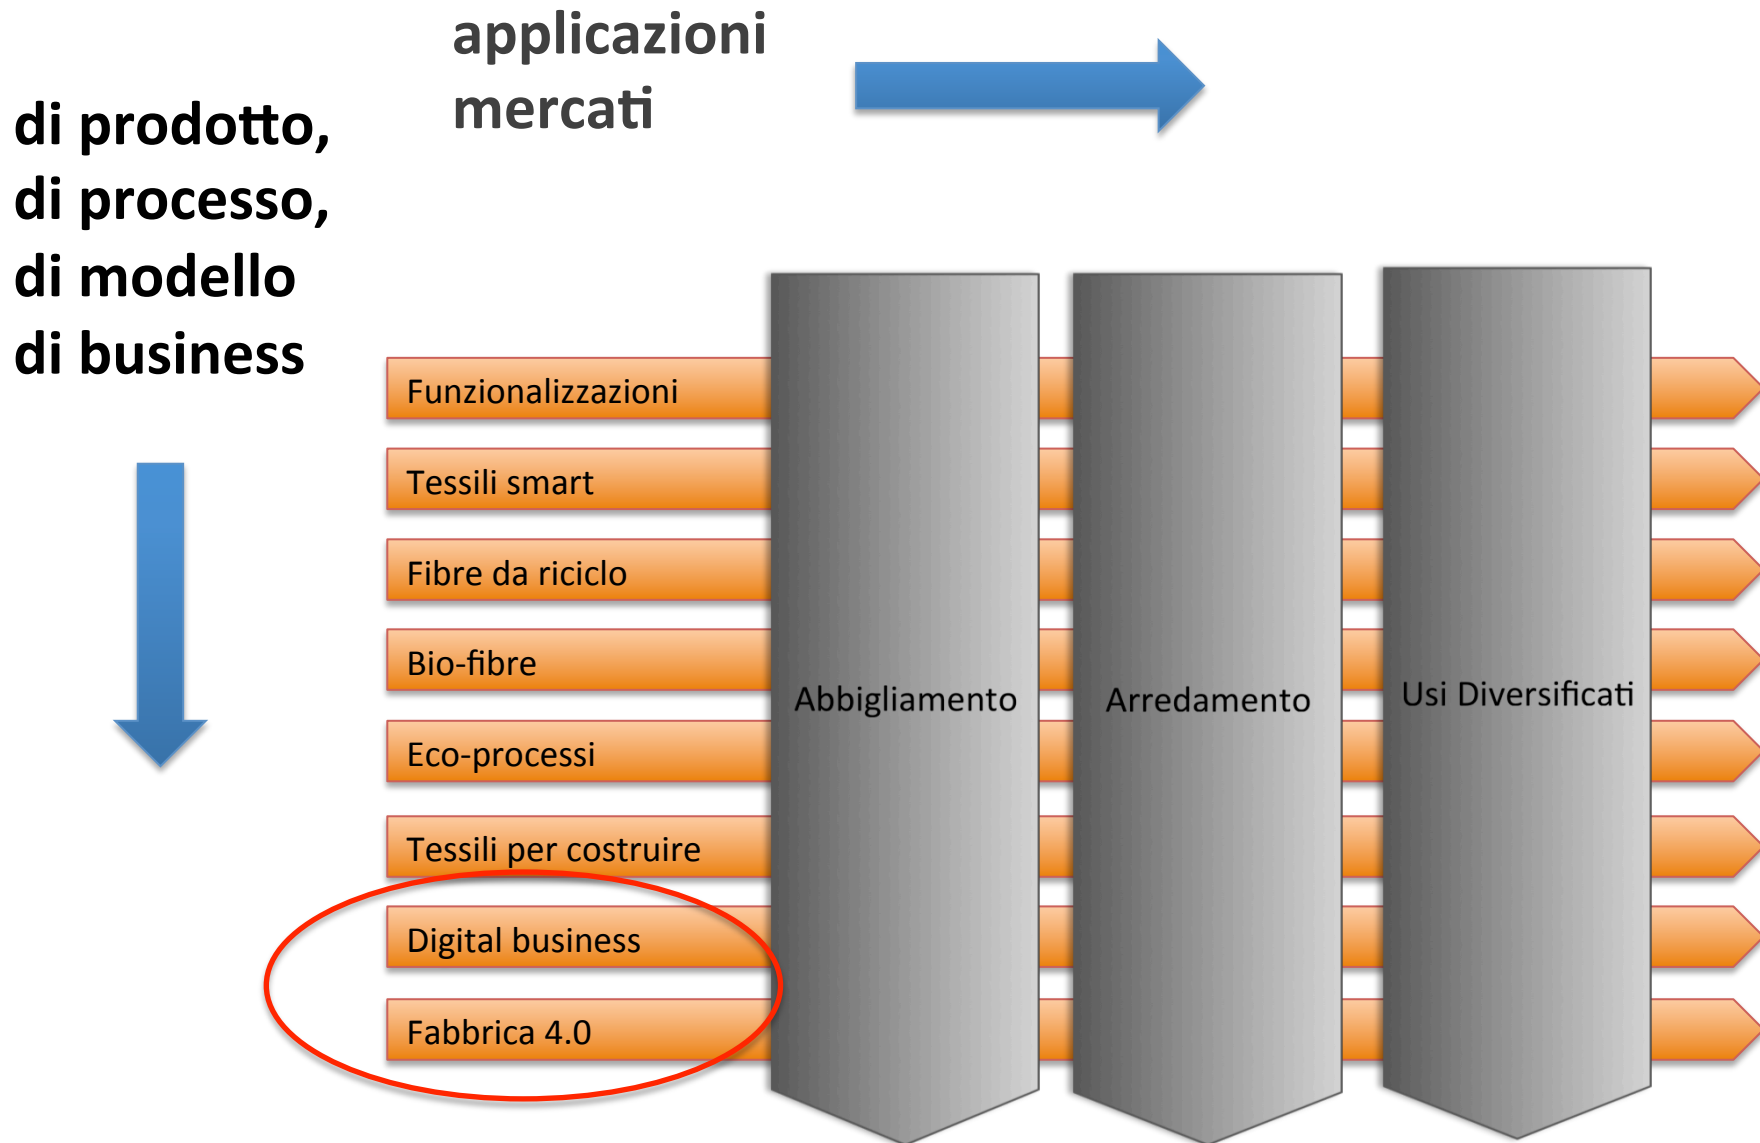 applicazioni
mercati
di prodotto,
di processo,
di modello
di business
Funzionalizzazioni
Tessili smart
Fibre da riciclo
Bio-fibre
Eco-processi
Tessili per costruire
Digital business
Fabbrica 4.0
Abbigliamento
Arredamento
Usi Diversificati